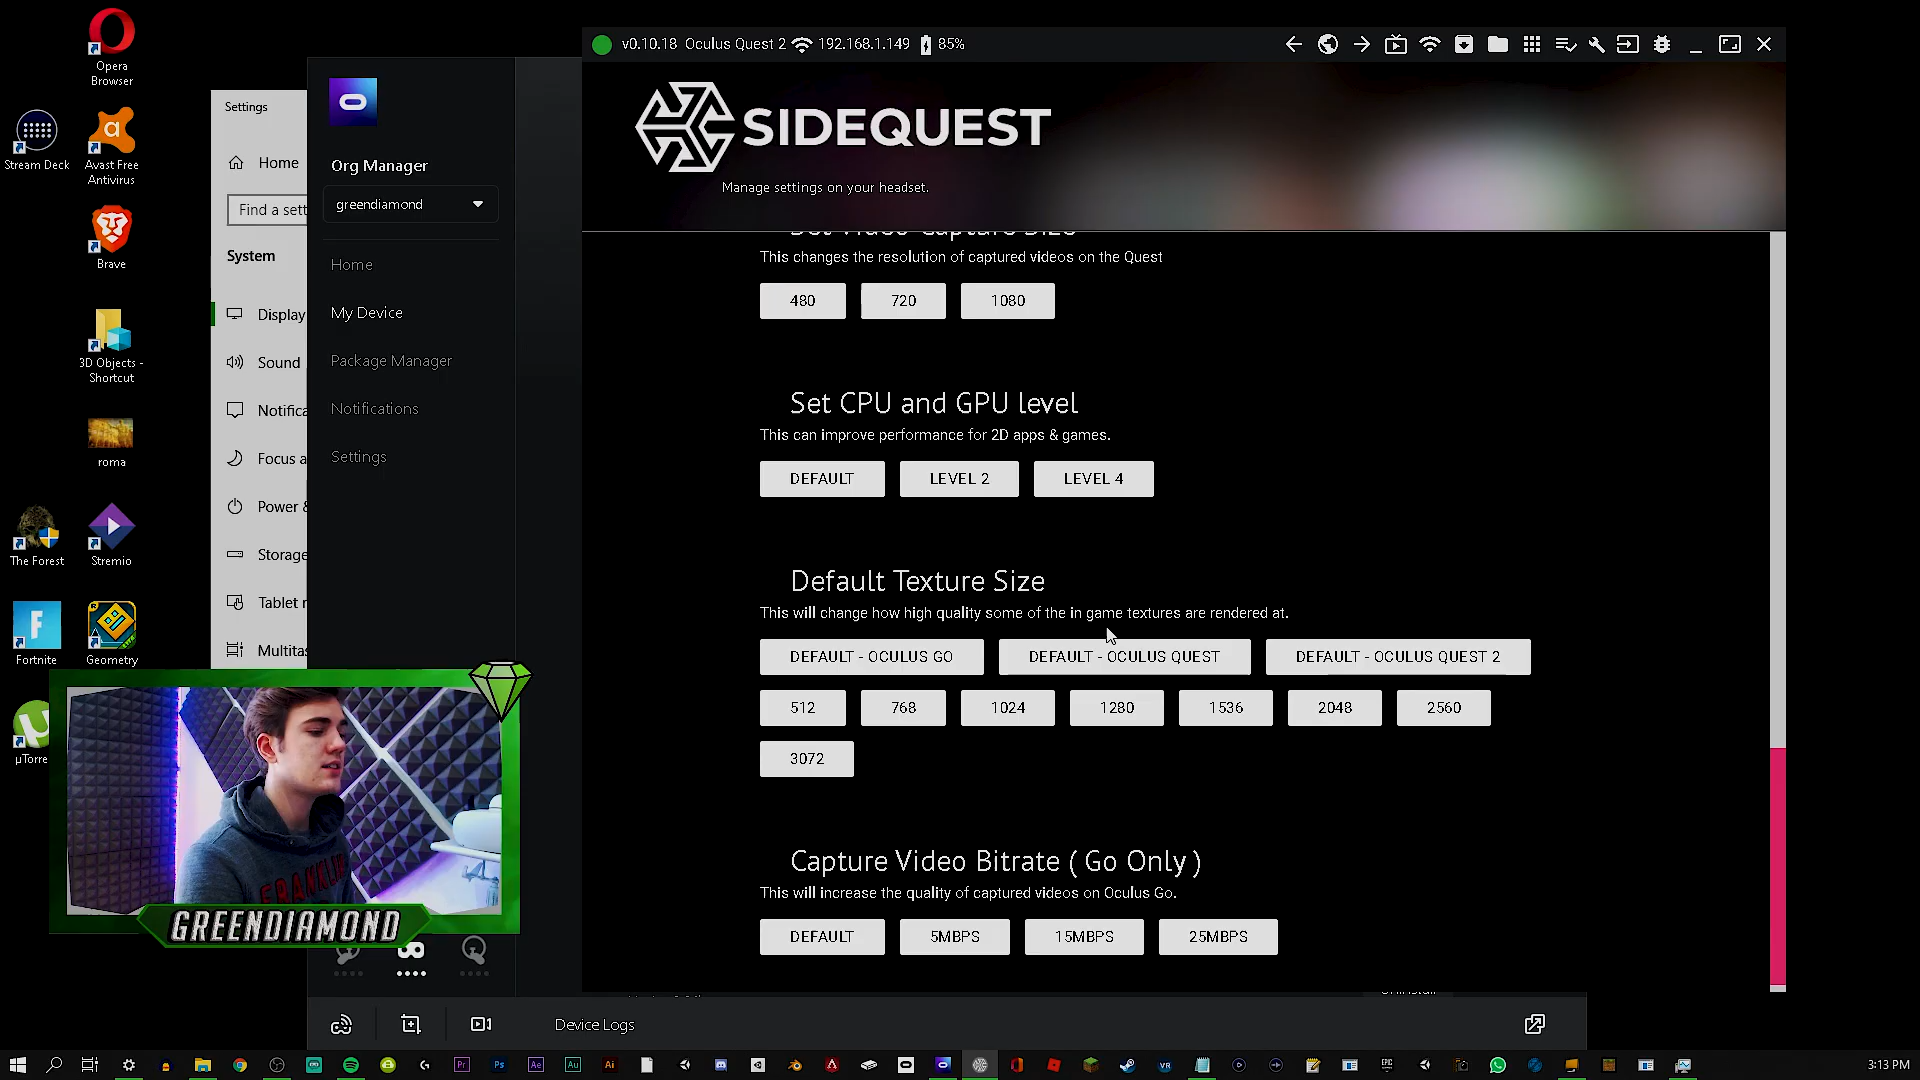 Opera
Browser
Stream Deck
Avast Free
Antivirus
Brave
3D Objects -
Shortcut
roma
The Forest
Stremio
Fortnite
Geometry
Settings
Home
Find a sett
System
Display
Sound
Notifica
Focus a
Power &
Storage
Tablet r
Multitas
Org Manager
greendiamond
Home
My Device
Package Manager
Notifications
Settings
v0.10.18 Oculus Quest 2 192.168.1.149 85%
SIDEQUEST
Manage settings on your headset.
Set Video Capture Size
This changes the resolution of captured videos on the Quest
480 720 1080
Set CPU and GPU level
This can improve performance for 2D apps & games.
DEFAULT LEVEL 2 LEVEL 4
Default Texture Size
This will change how high quality some of the in game textures are rendered at.
DEFAULT - OCULUS GO DEFAULT - OCULUS QUEST DEFAULT - OCULUS QUEST 2
512 768 1024 1280 1536 2048 2560
3072
Capture Video Bitrate ( Go Only )
This will increase the quality of captured videos on Oculus Go.
DEFAULT 5MBPS 15MBPS 25MBPS
µTorre
GREENDIAMOND
Device Logs
3:13 PM